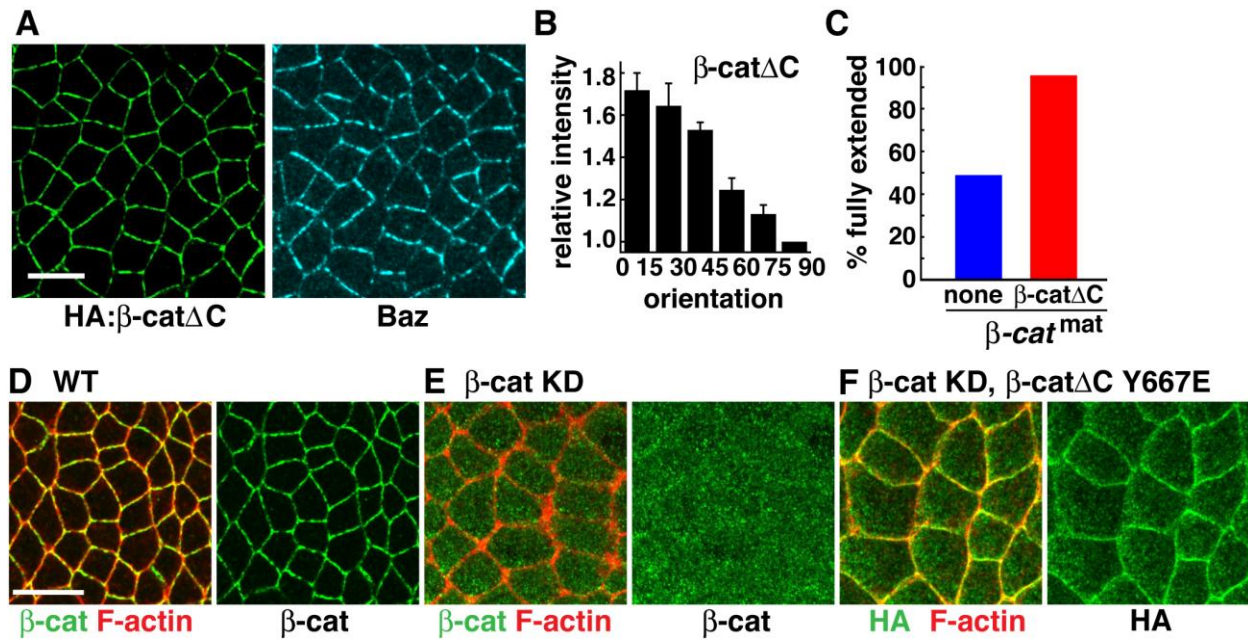 A
HA:β-catΔC
Baz
B
β-catΔC
relative intensity
1.8
1.6
1.4
1.2
1.0
0 15 30 45 60 75 90
orientation
C
% fully extended
100
80
60
40
20
0
none β-catΔC
β-cat mat
D WT
β-cat F-actin
β-cat
E β-cat KD
β-cat F-actin
β-cat
F β-cat KD, β-catΔC Y667E
HA F-actin
HA